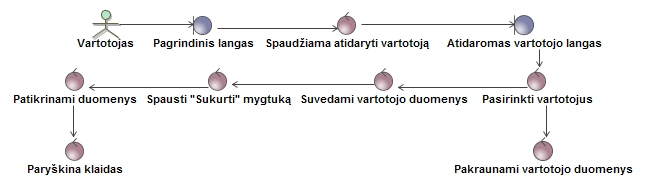 Vartotojas
Pagrindinis langas
Spaudžiama atidaryti vartotoją
Atidaromas vartotojo langas
Patikrinami duomenys
Spausti "Sukurti" mygtuką
Suvedami vartotojo duomenys
Pasirinkti vartotojus
Paryškina klaidas
Pakraunami vartotojo duomenys